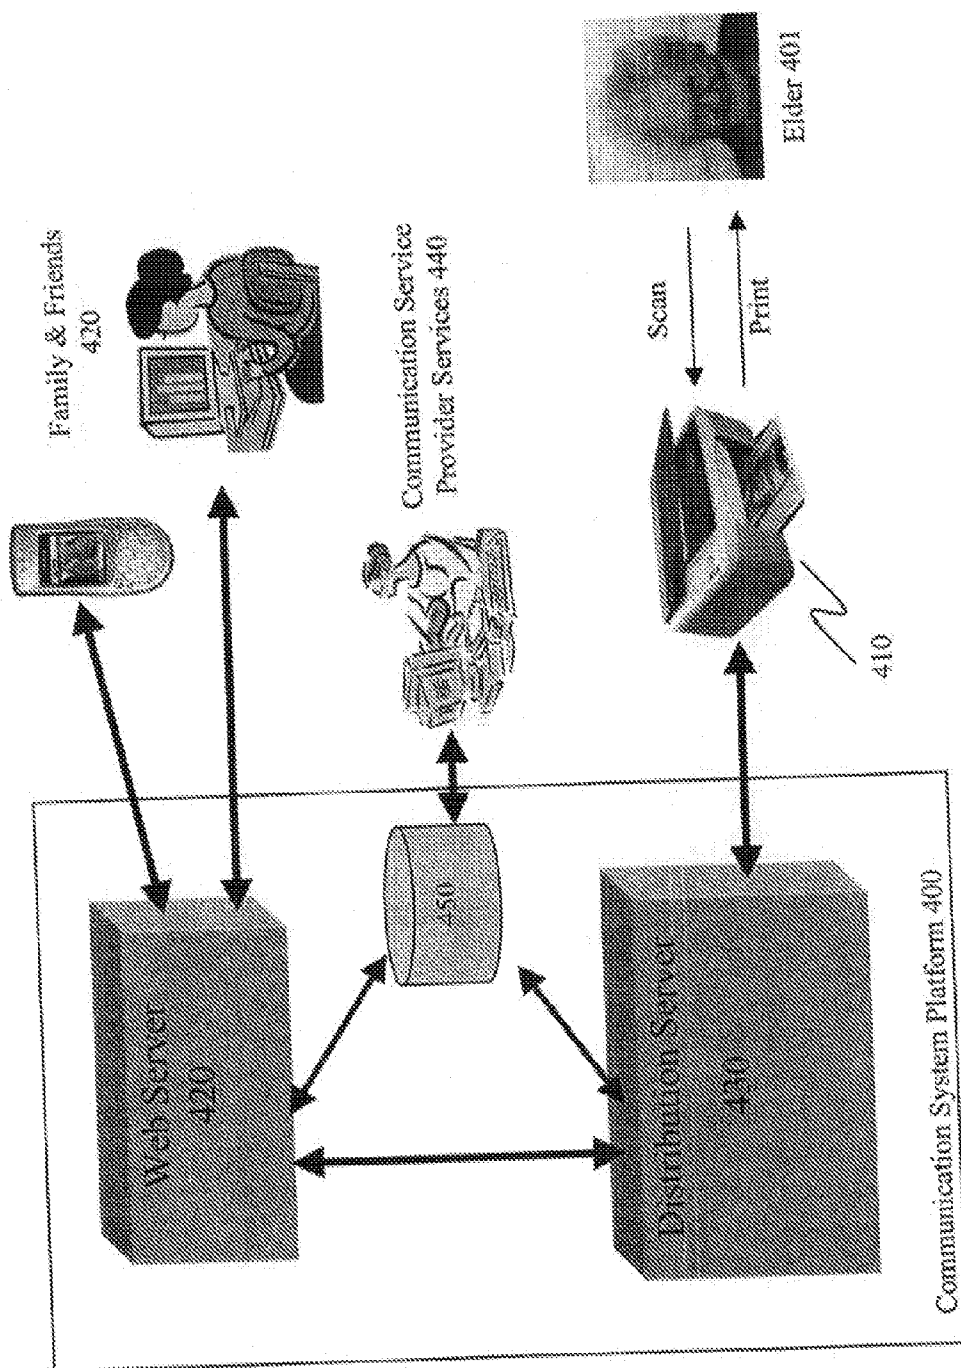 Family & Friends
420
Web Server
420
Communication Service
Provider Services 440
450
Scan
Print
Elder 401
Distribution Server
430
410
Communication System Platform 400